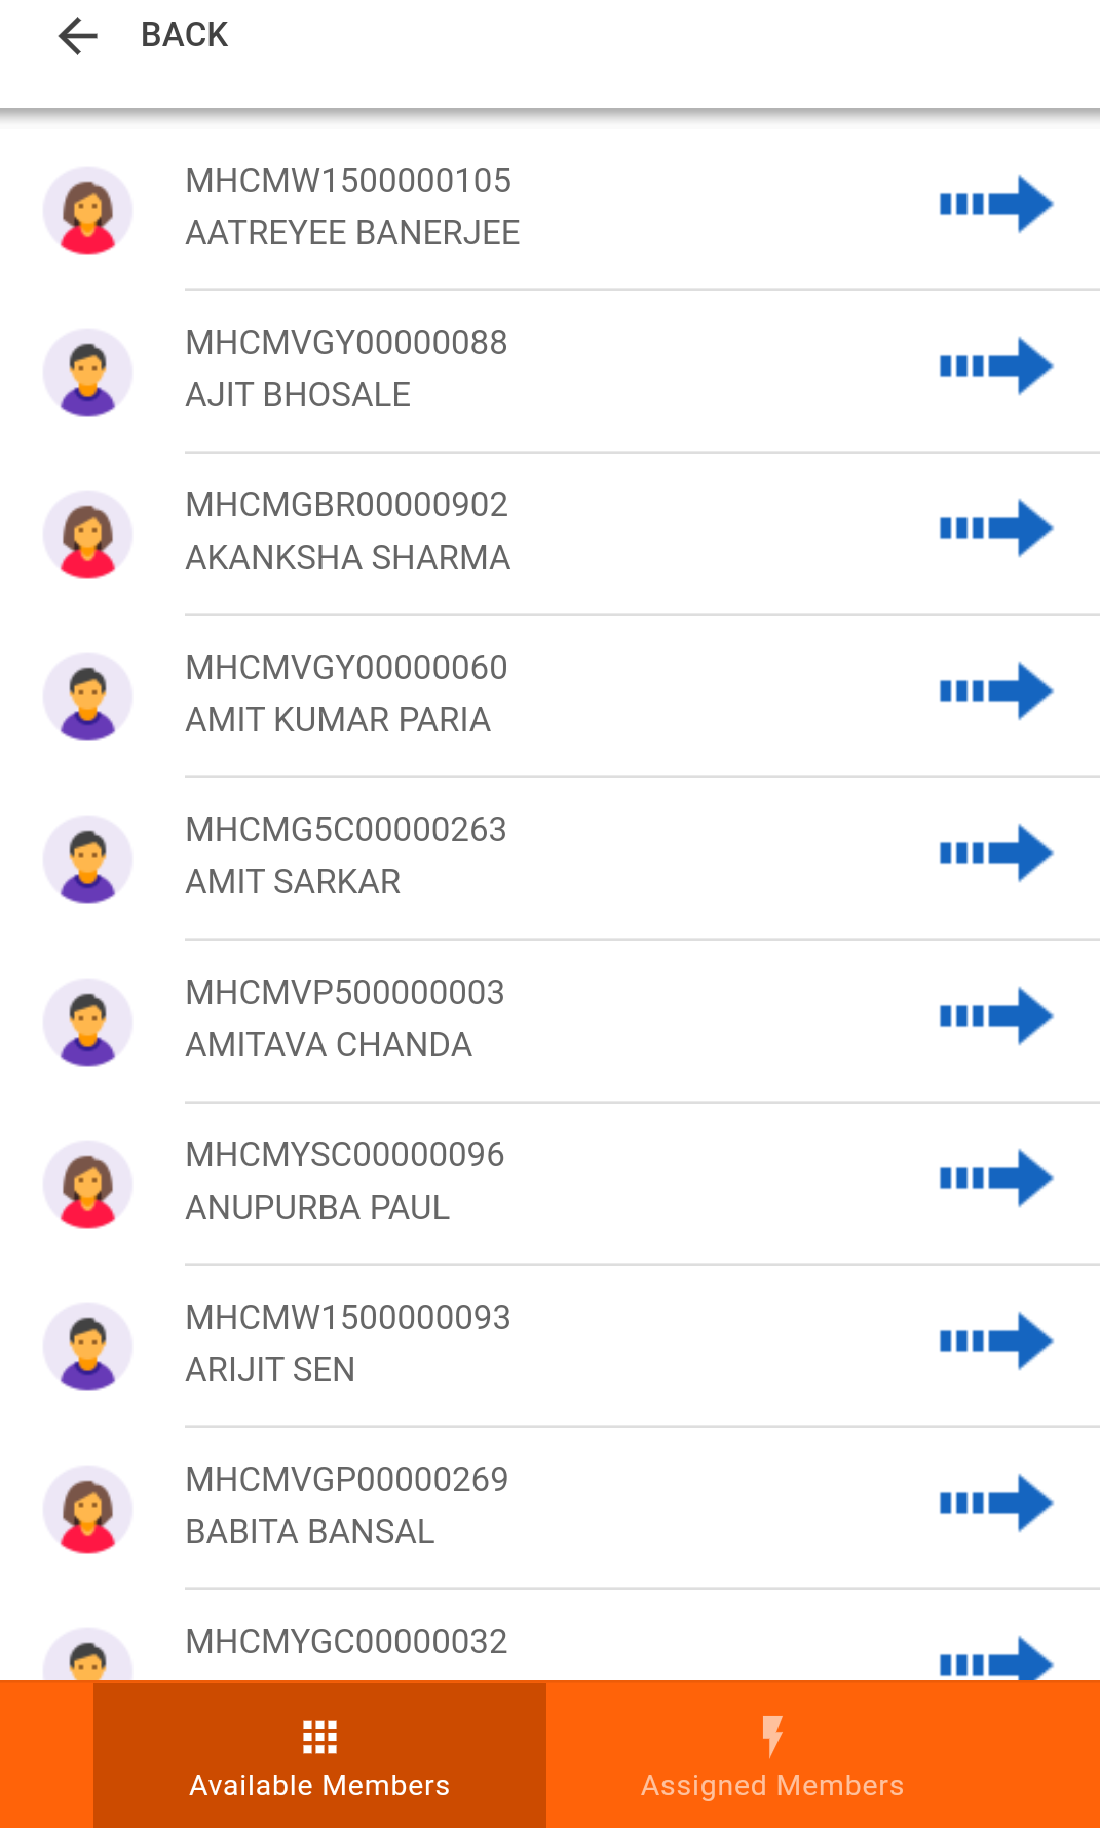 BACK
MHCMW1500000105
AATREYEE BANERJEE
MHCMVGY00000088
AJIT BHOSALE
MHCMGBR00000902
AKANKSHA SHARMA
MHCMVGY00000060
AMIT KUMAR PARIA
MHCMG5C00000263
AMIT SARKAR
MHCMVP500000003
AMITAVA CHANDA
MHCMYSC00000096
ANUPURBA PAUL
MHCMW1500000093
ARIJIT SEN
MHCMVGP00000269
BABITA BANSAL
MHCMYGC00000032
Available Members
Assigned Members